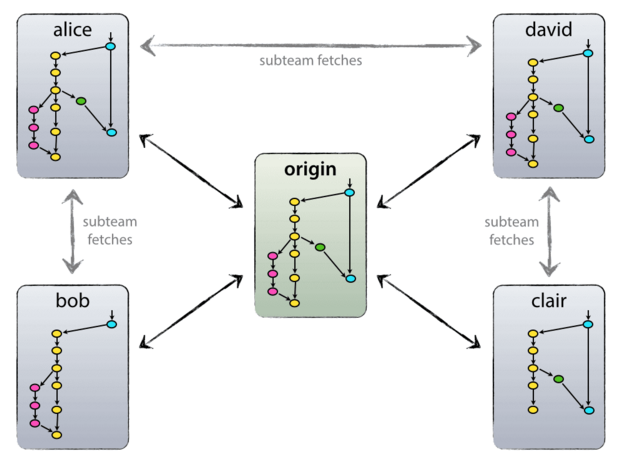 alice
david
subteam fetches
origin
subteam
fetches
subteam
fetches
bob
clair